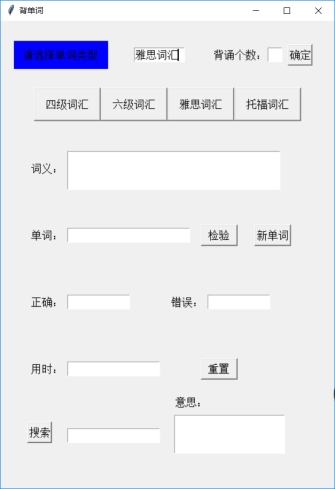 背单词
请选择单词类型 雅思词汇 背诵个数： 确定
四级词汇 六级词汇 雅思词汇 托福词汇
词义：
单词： 检验 新单词
正确： 错误：
用时： 重置
意思：
搜索